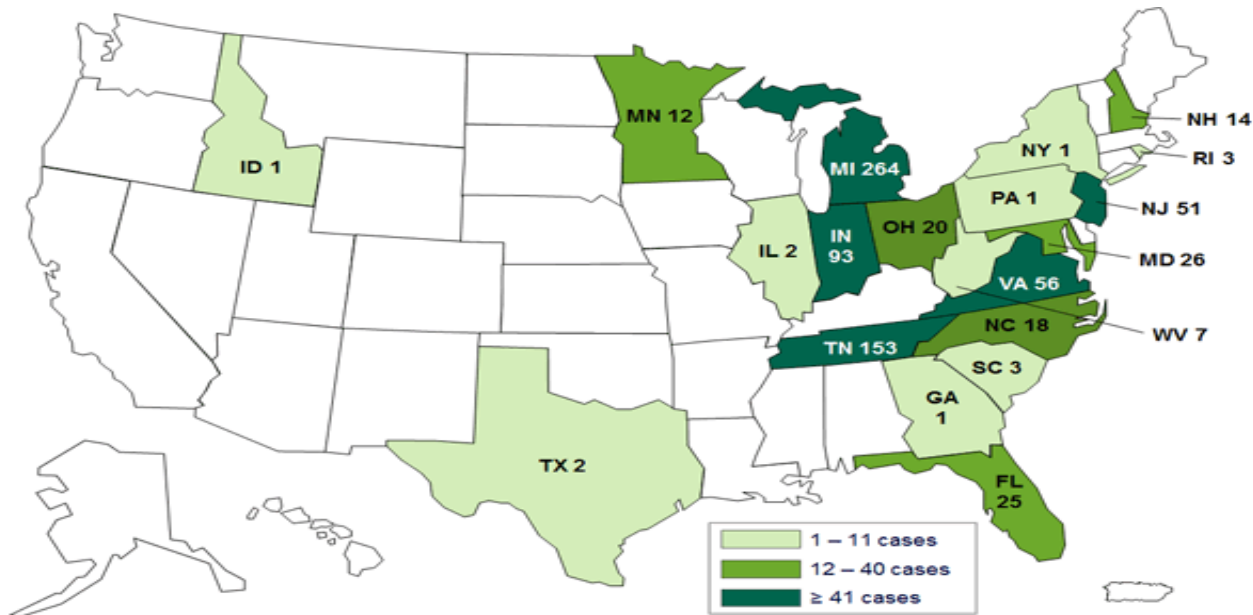 MN 12
NH 14
NY 1
RI 3
ID 1
MI 264
PA 1
NJ 51
OH 20
IL 2
IN
93
MD 26
VA 56
NC 18
WV 7
TN 153
SC 3
GA
1
TX 2
FL
25
1 – 11 cases
12 – 40 cases
≥ 41 cases